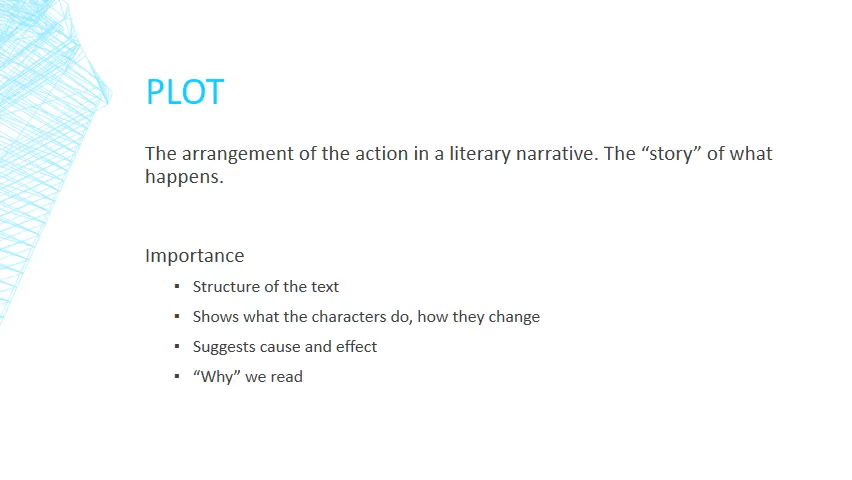 PLOT
The arrangement of the action in a literary narrative. The “story” of what
happens.
Importance
▪ Structure of the text
▪ Shows what the characters do, how they change
▪ Suggests cause and effect
▪ “Why” we read